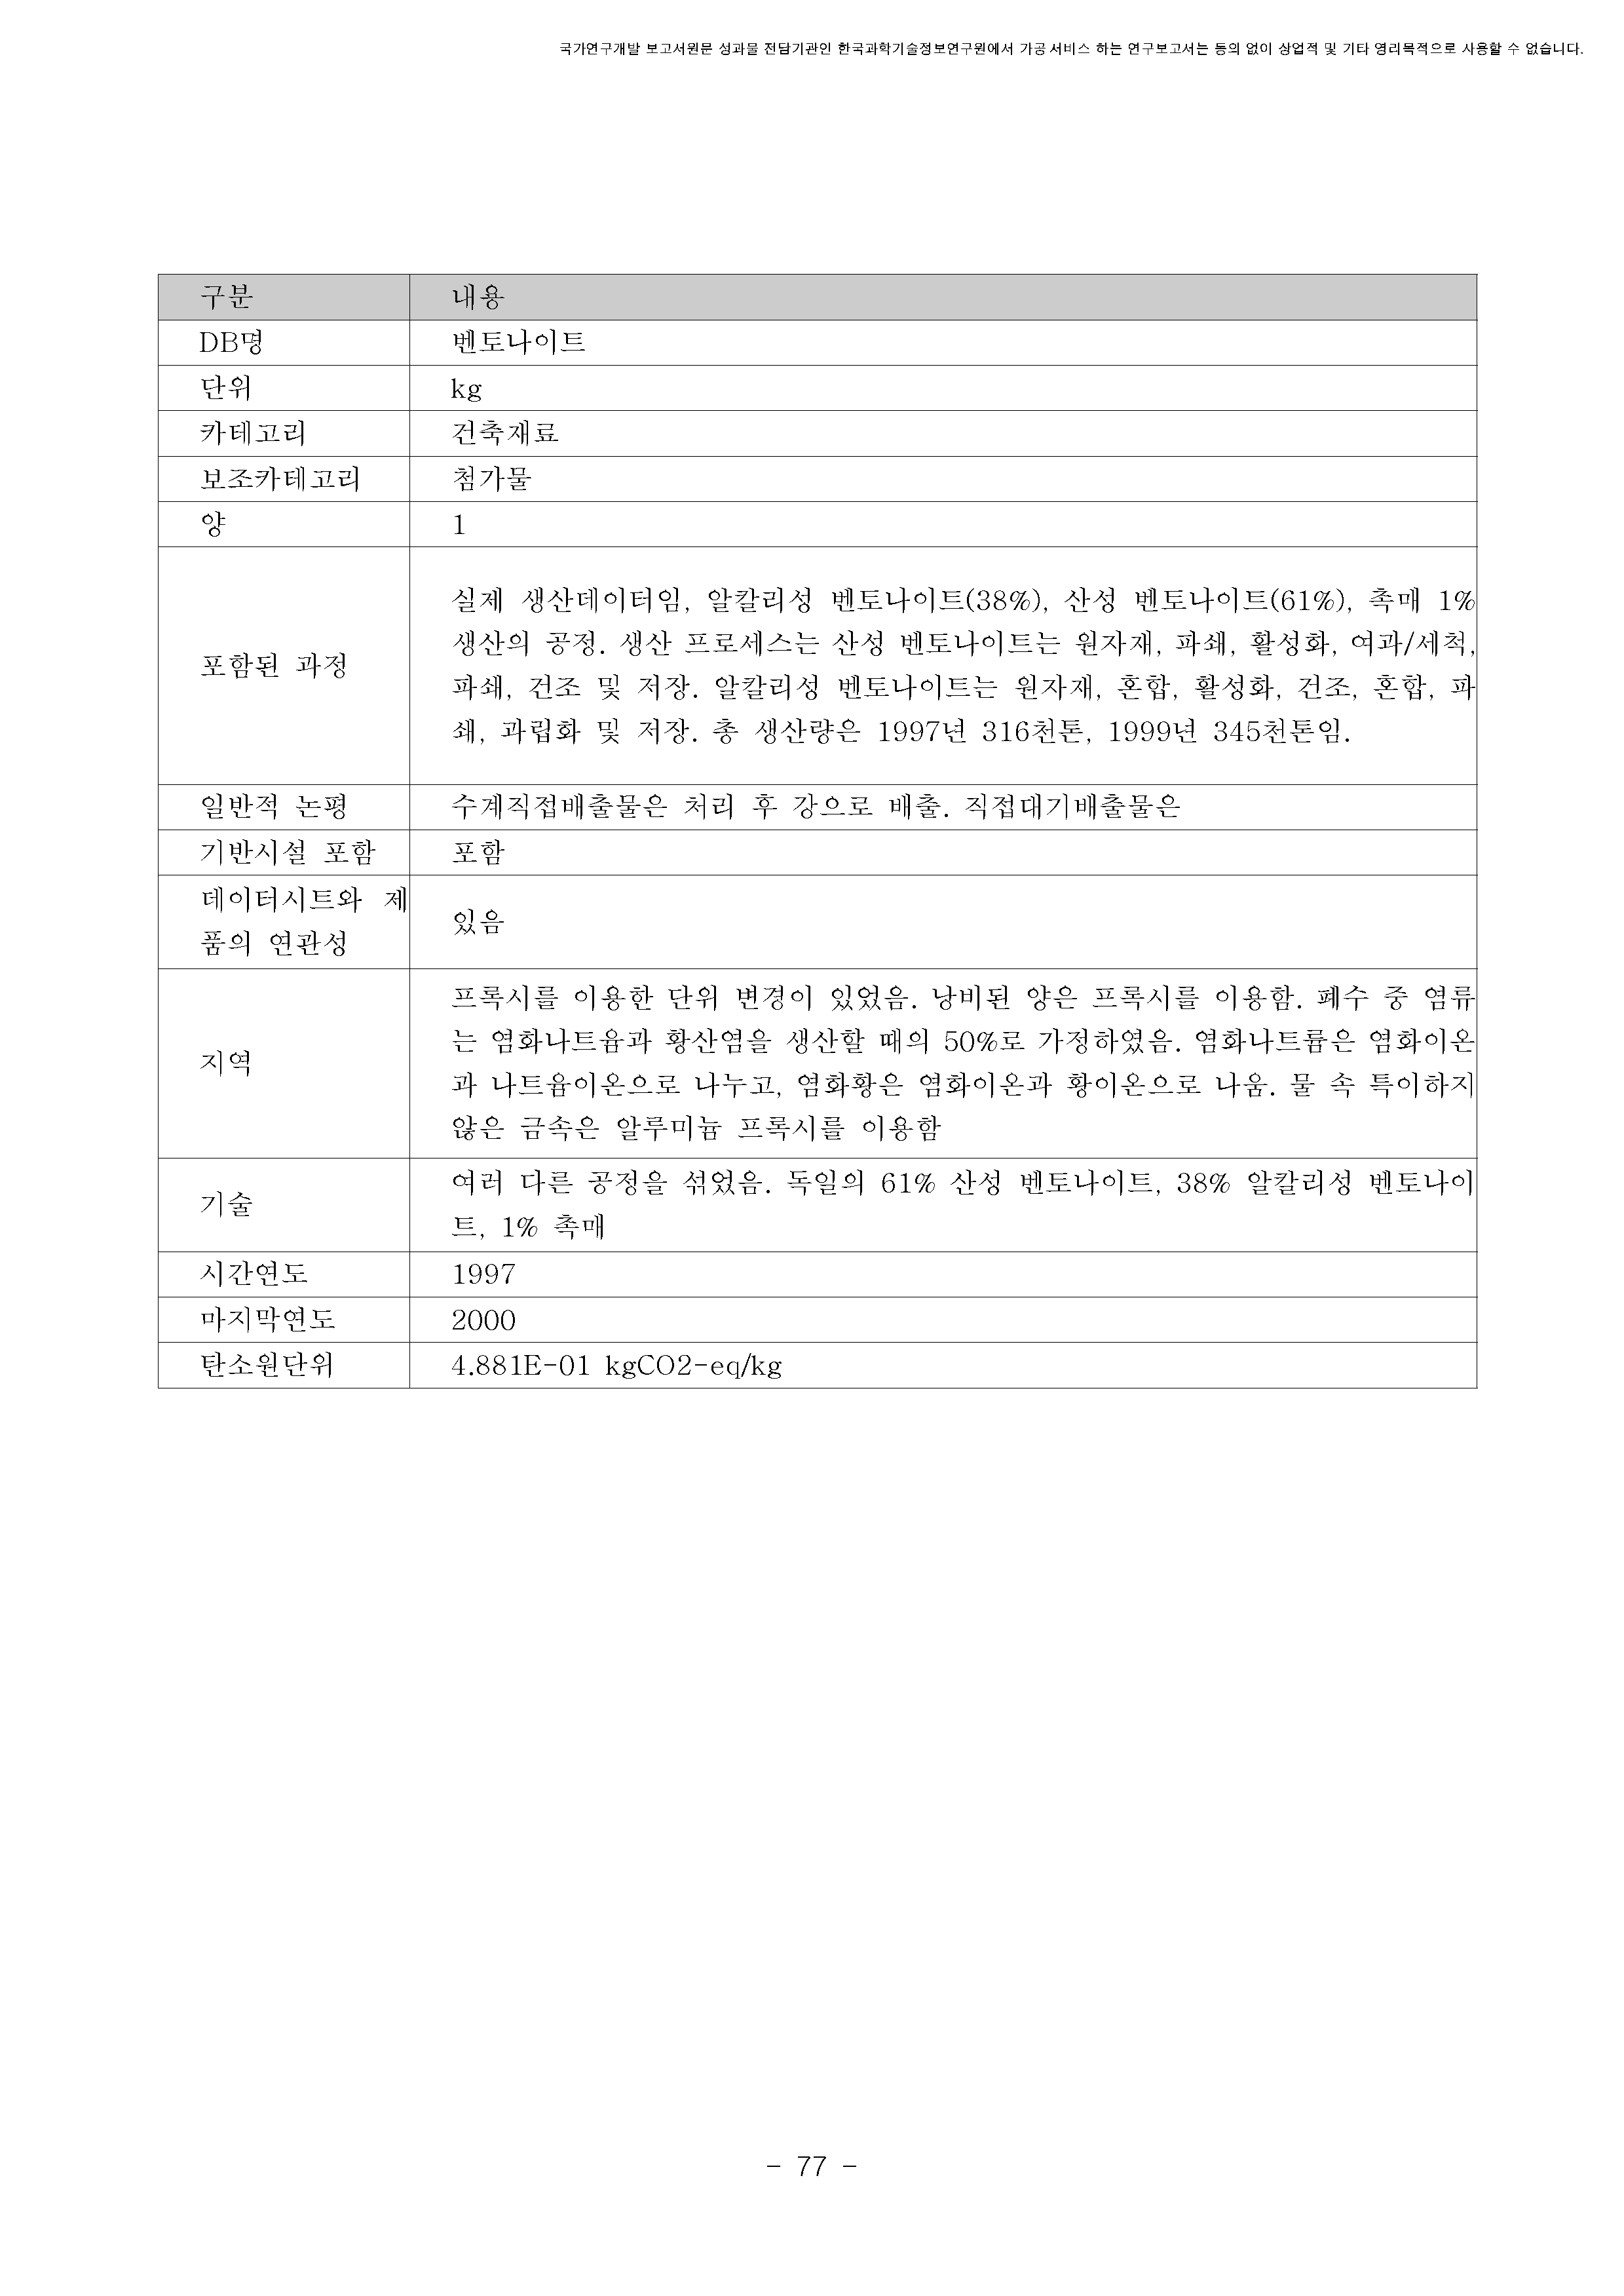 국가연구개발 보고서원문 성과물 전담기관인 한국과학기술정보연구원에서 가공·서비스 하는 연구보고서는 동의 없이 상업적 및 기타 영리목적으로 사용할 수 없습니다.
구분 내용
DB명 벤토나이트
단위 kg
카테고리 건축재료
보조카테고리 첨가물
양 1
포함된 과정
실제 생산데이터임, 알칼리성 벤토나이트(38%), 산성 벤토나이트(61%), 촉매 1%
생산의 공정. 생산 프로세스는 산성 벤토나이트는 원자재, 파쇄, 활성화, 여과/세척,
파쇄, 건조 및 저장. 알칼리성 벤토나이트는 원자재, 혼합, 활성화, 건조, 혼합, 파
쇄, 과립화 및 저장. 총 생산량은 1997년 316천톤, 1999년 345천톤임.
일반적 논평 수계직접배출물은 처리 후 강으로 배출. 직접대기배출물은
기반시설 포함 포함
데이터시트와 제
품의 연관성
있음
지역
프록시를 이용한 단위 변경이 있었음. 낭비된 양은 프록시를 이용함. 폐수 중 염류
는 염화나트윰과 황산염을 생산할 때의 50%로 가정하였음. 염화나트륨은 염화이온
과 나트윰이온으로 나누고, 염화황은 염화이온과 황이온으로 나움. 물 속 특이하지
않은 금속은 알루미늄 프록시를 이용함
기술
여러 다른 공정을 섞었음. 독일의 61% 산성 벤토나이트, 38% 알칼리성 벤토나이
트, 1% 촉매
시간연도 1997
마지막연도 2000
탄소원단위 4.881E-01 kgCO2-eq/kg
- 77 -